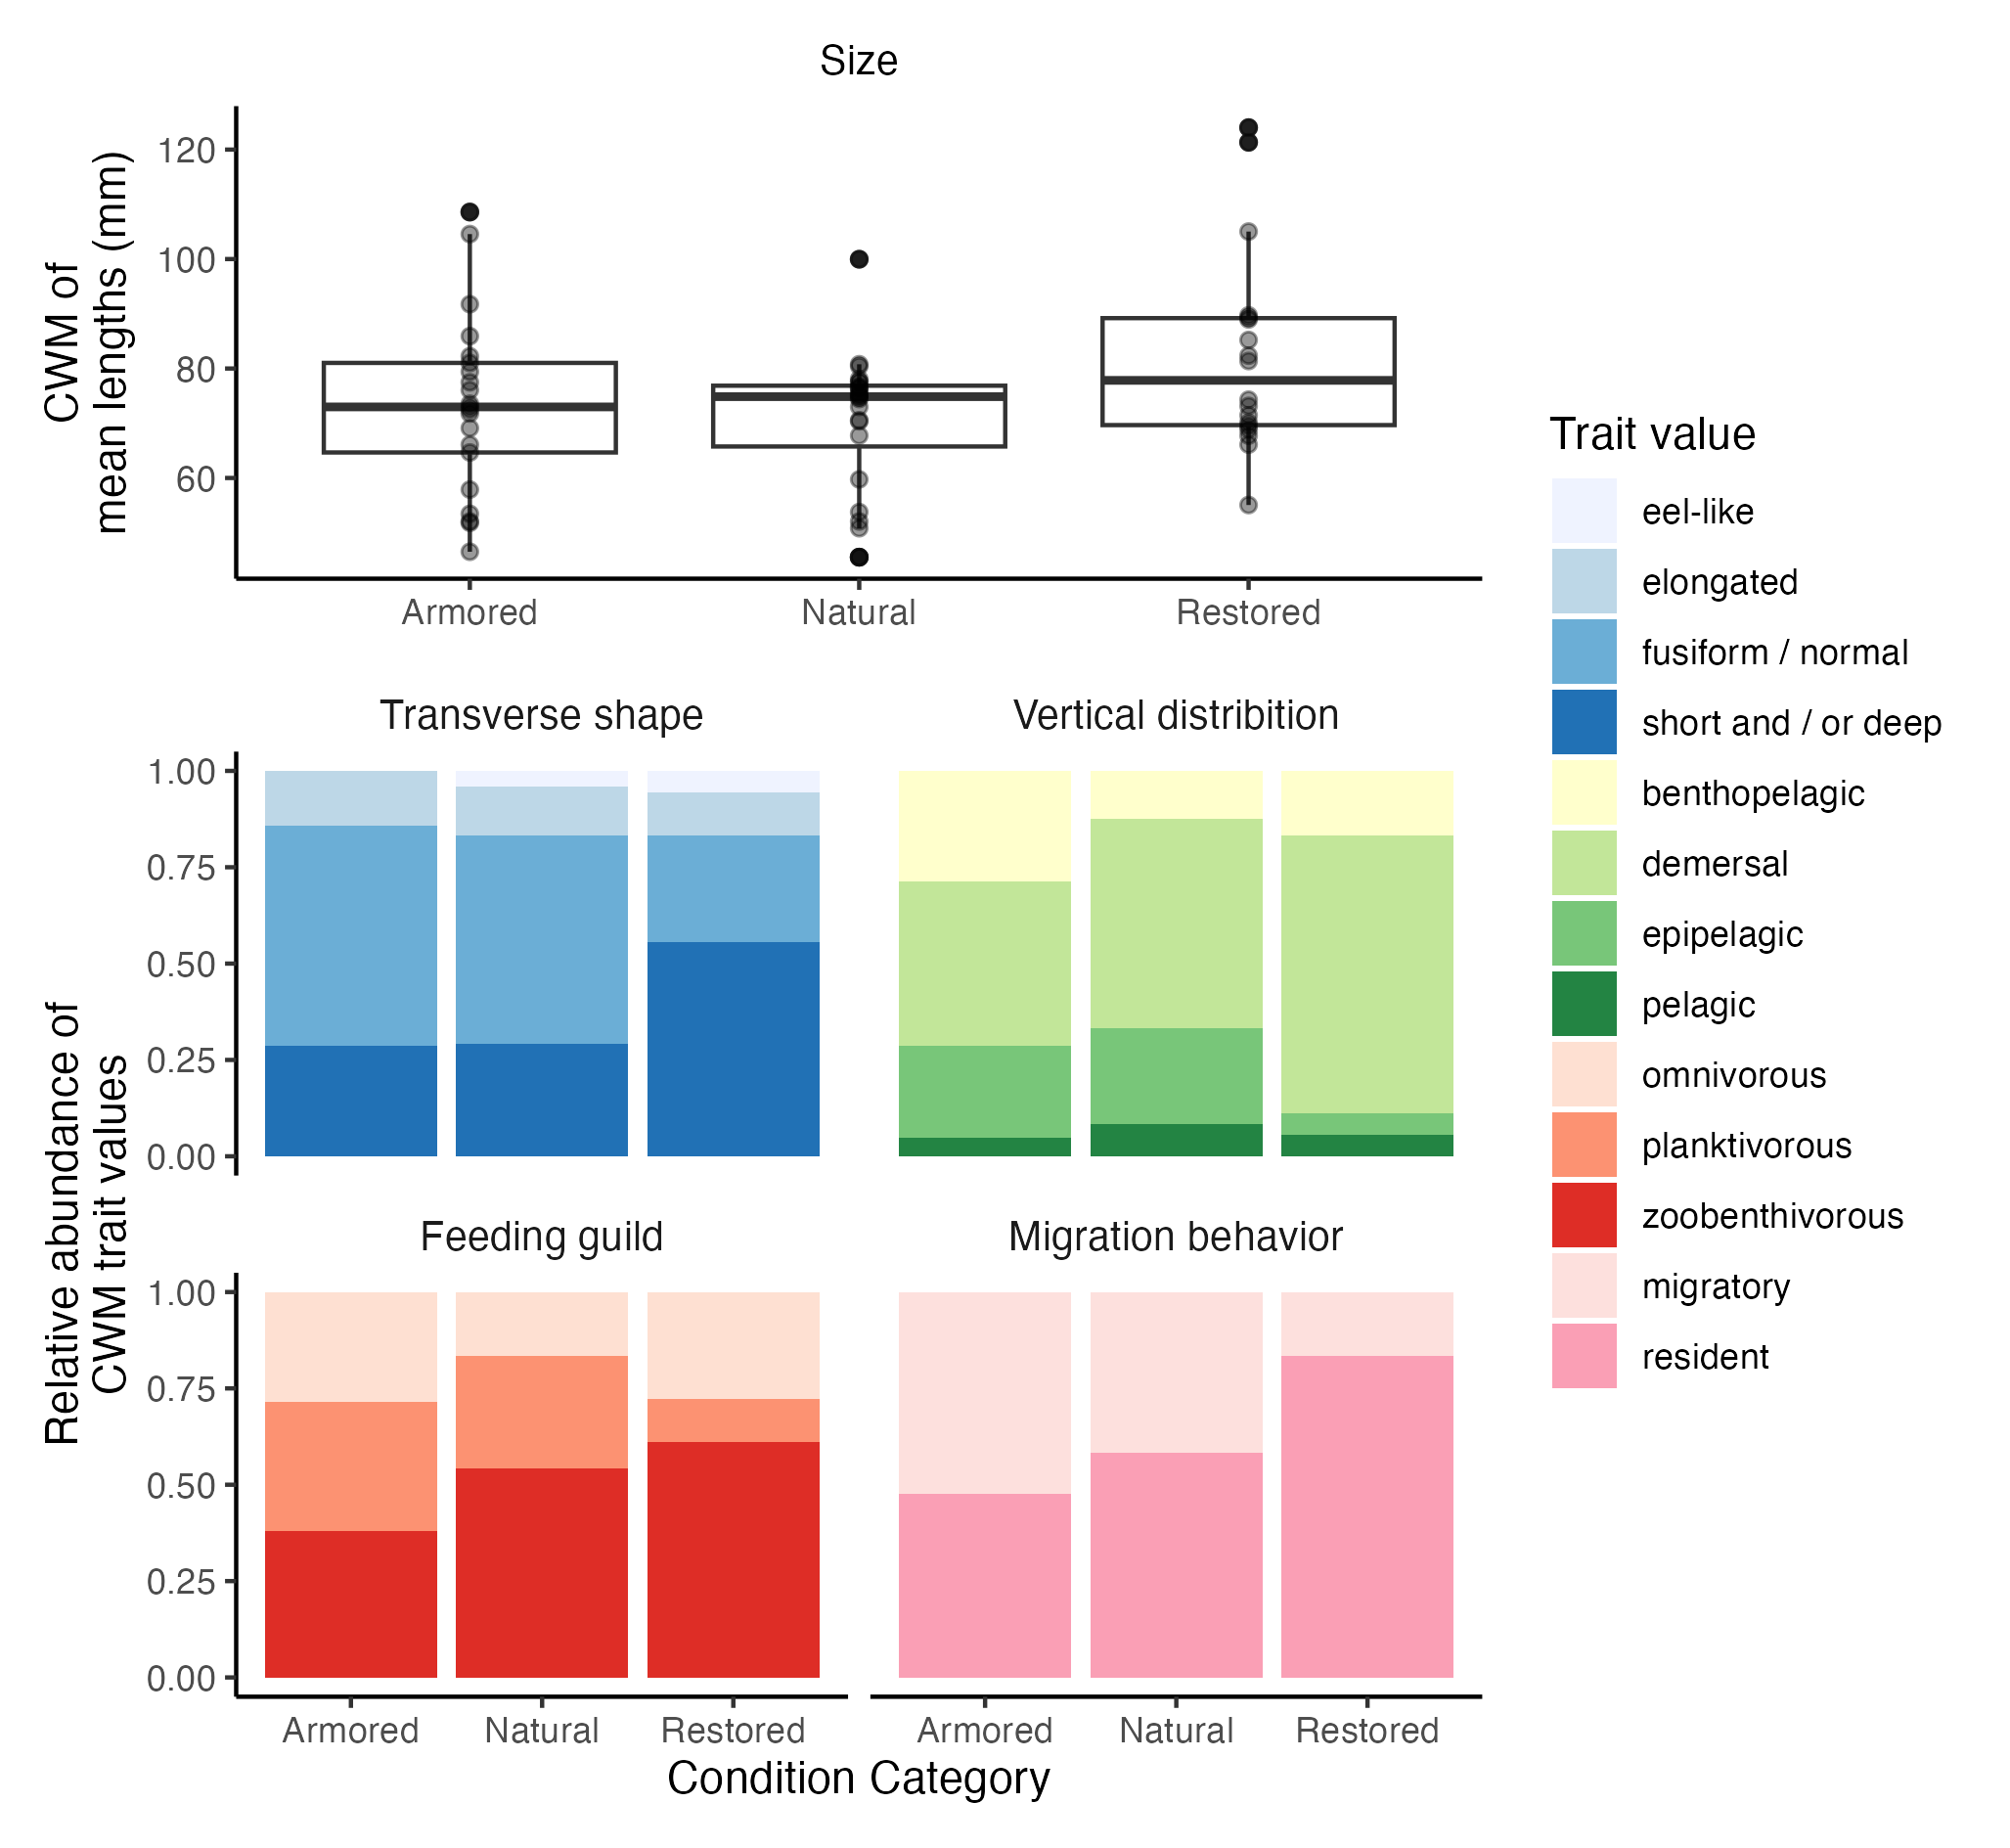 Size
CWM of
mean lengths (mm)
120
100
80
60
Armored Natural Restored
Transverse shape Vertical distribition
1.00
0.75
0.50
0.25
0.00
Relative abundance of
CWM trait values
Feeding guild Migration behavior
1.00
0.75
0.50
0.25
0.00
Armored Natural Restored Armored Natural Restored
Condition Category
Trait value
eel-like
elongated
fusiform / normal
short and / or deep
benthopelagic
demersal
epipelagic
pelagic
omnivorous
planktivorous
zoobenthivorous
migratory
resident